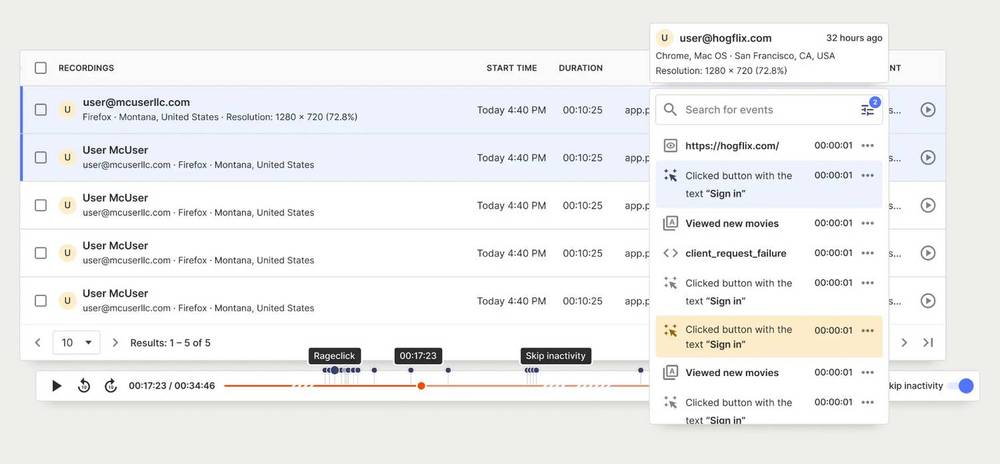 U user@hogflix.com 32 hours ago
Chrome, Mac OS · San Francisco, CA, USA
Resolution: 1280 × 720 (72.8%)
RECORDINGS START TIME DURATION
U user@mcuserllc.com
Firefox · Montana, United States · Resolution: 1280 × 720 (72.8%)
Today 4:40 PM 00:10:25 app.p
U User McUser
user@mcuserllc.com · Firefox · Montana, United States
Today 4:40 PM 00:10:25 app.p s...
U User McUser
user@mcuserllc.com · Firefox · Montana, United States
Today 4:40 PM 00:10:25 app.p s...
U User McUser
user@mcuserllc.com · Firefox · Montana, United States
Today 4:40 PM 00:10:25 app.p s...
U User McUser
user@mcuserllc.com · Firefox · Montana, United States
Today 4:40 PM 00:10:25 app.p s...
10 Results: 1 – 5 of 5
Search for events 2
https://hogflix.com/ 00:00:01
Clicked button with the 00:00:01
text “Sign in”
Viewed new movies 00:00:01
client_request_failure 00:00:01
Clicked button with the 00:00:01
text “Sign in”
Clicked button with the 00:00:01
text “Sign in”
Viewed new movies 00:00:01
Clicked button with the 00:00:01
text “Sign in”
Rageclick 00:17:23 Skip inactivity
10 10 00:17:23 / 00:34:46
kip inactivity